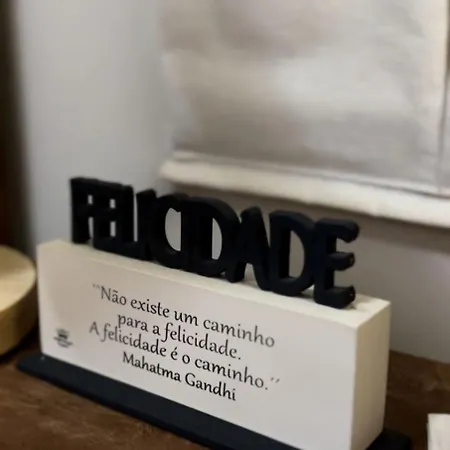 FELICIDADE
``Não existe um caminho
para a felicidade.
A felicidade é o caminho.´´
Mahatma Gandhi